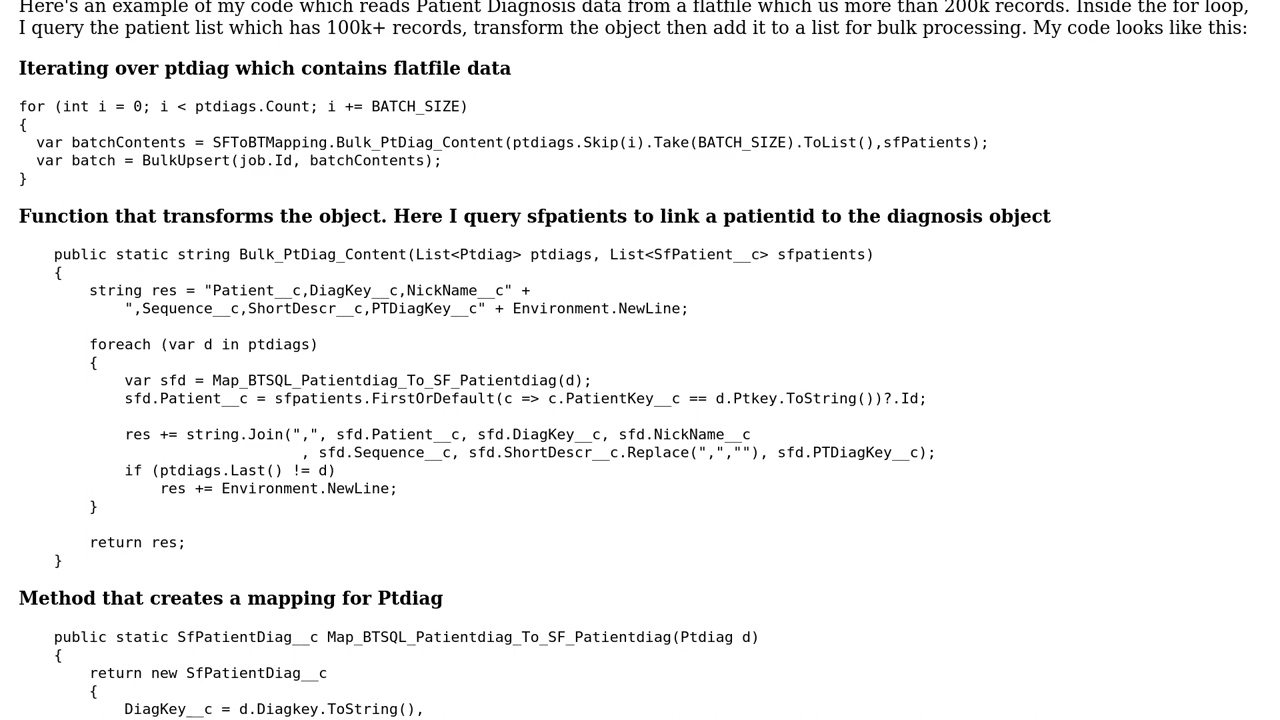 Here's an example of my code which reads Patient Diagnosis data from a flatfile which us more than 200k records. Inside the for loop,
I query the patient list which has 100k+ records, transform the object then add it to a list for bulk processing. My code looks like this:
Iterating over ptdiag which contains flatfile data
for (int i = 0; i < ptdiags.Count; i += BATCH_SIZE)
{
  var batchContents = SFToBTMapping.Bulk_PtDiag_Content(ptdiags.Skip(i).Take(BATCH_SIZE).ToList(),sfPatients);
  var batch = BulkUpsert(job.Id, batchContents);
}
Function that transforms the object. Here I query sfpatients to link a patientid to the diagnosis object
    public static string Bulk_PtDiag_Content(List<Ptdiag> ptdiags, List<SfPatient__c> sfpatients)
    {
        string res = "Patient__c,DiagKey__c,NickName__c" +
            ",Sequence__c,ShortDescr__c,PTDiagKey__c" + Environment.NewLine;
        foreach (var d in ptdiags)
        {
            var sfd = Map_BTSQL_Patientdiag_To_SF_Patientdiag(d);
            sfd.Patient__c = sfpatients.FirstOrDefault(c => c.PatientKey__c == d.Ptkey.ToString())?.Id;
            res += string.Join(",", sfd.Patient__c, sfd.DiagKey__c, sfd.NickName__c
                                , sfd.Sequence__c, sfd.ShortDescr__c.Replace(",",""), sfd.PTDiagKey__c);
            if (ptdiags.Last() != d)
                res += Environment.NewLine;
        }
        return res;
    }
Method that creates a mapping for Ptdiag
    public static SfPatientDiag__c Map_BTSQL_Patientdiag_To_SF_Patientdiag(Ptdiag d)
    {
        return new SfPatientDiag__c
        {
            DiagKey__c = d.Diagkey.ToString(),